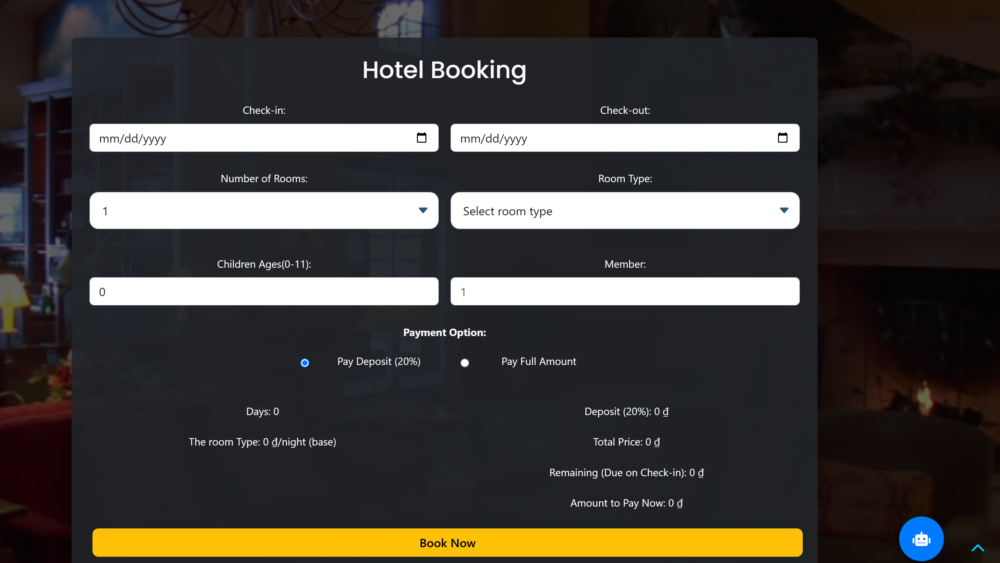 Hotel Booking
Check-in: Check-out:
mm/dd/yyyy mm/dd/yyyy
Number of Rooms: Room Type:
1 Select room type
Children Ages(0-11): Member:
0 1
Payment Option:
Pay Deposit (20%) Pay Full Amount
Days: 0 Deposit (20%): 0 ₫
The room Type: 0 ₫/night (base) Total Price: 0 ₫
Remaining (Due on Check-in): 0 ₫
Amount to Pay Now: 0 ₫
Book Now